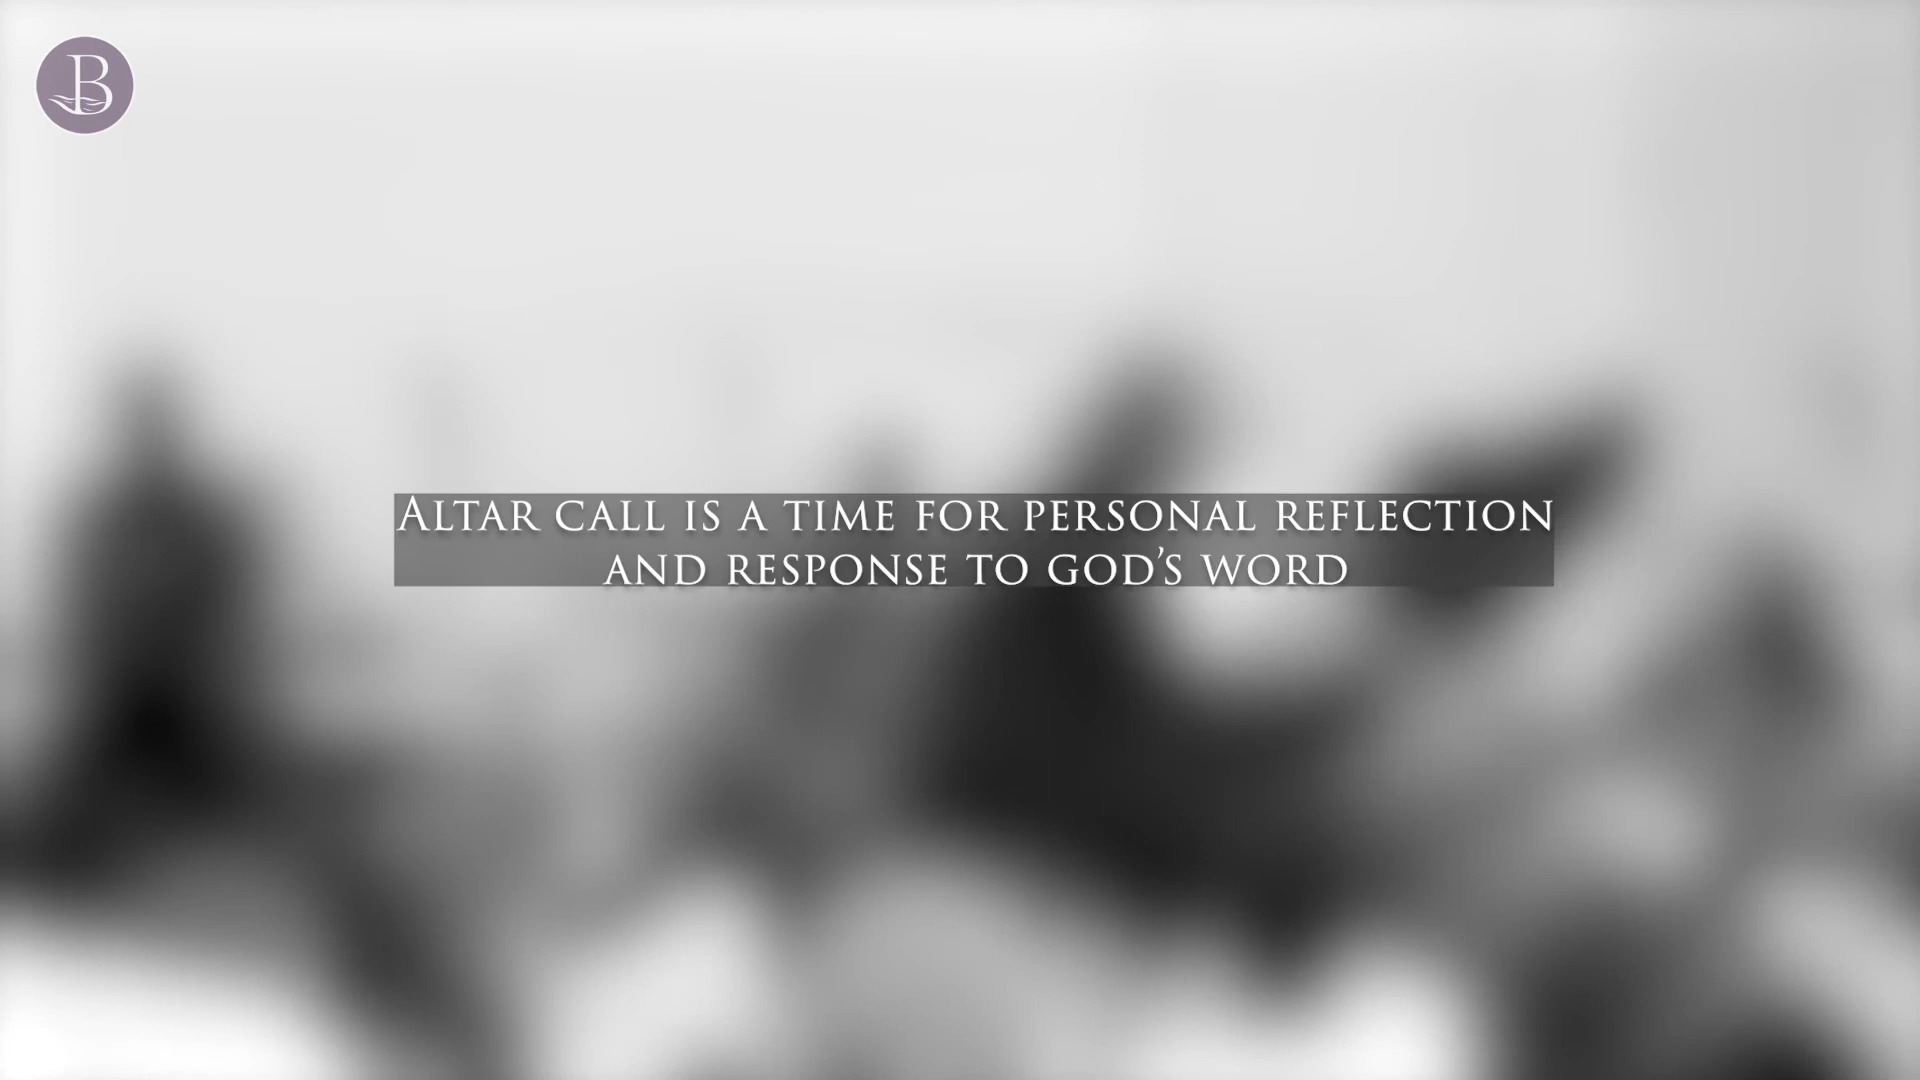 B
Altar call is a time for personal reflection
and response to God's word